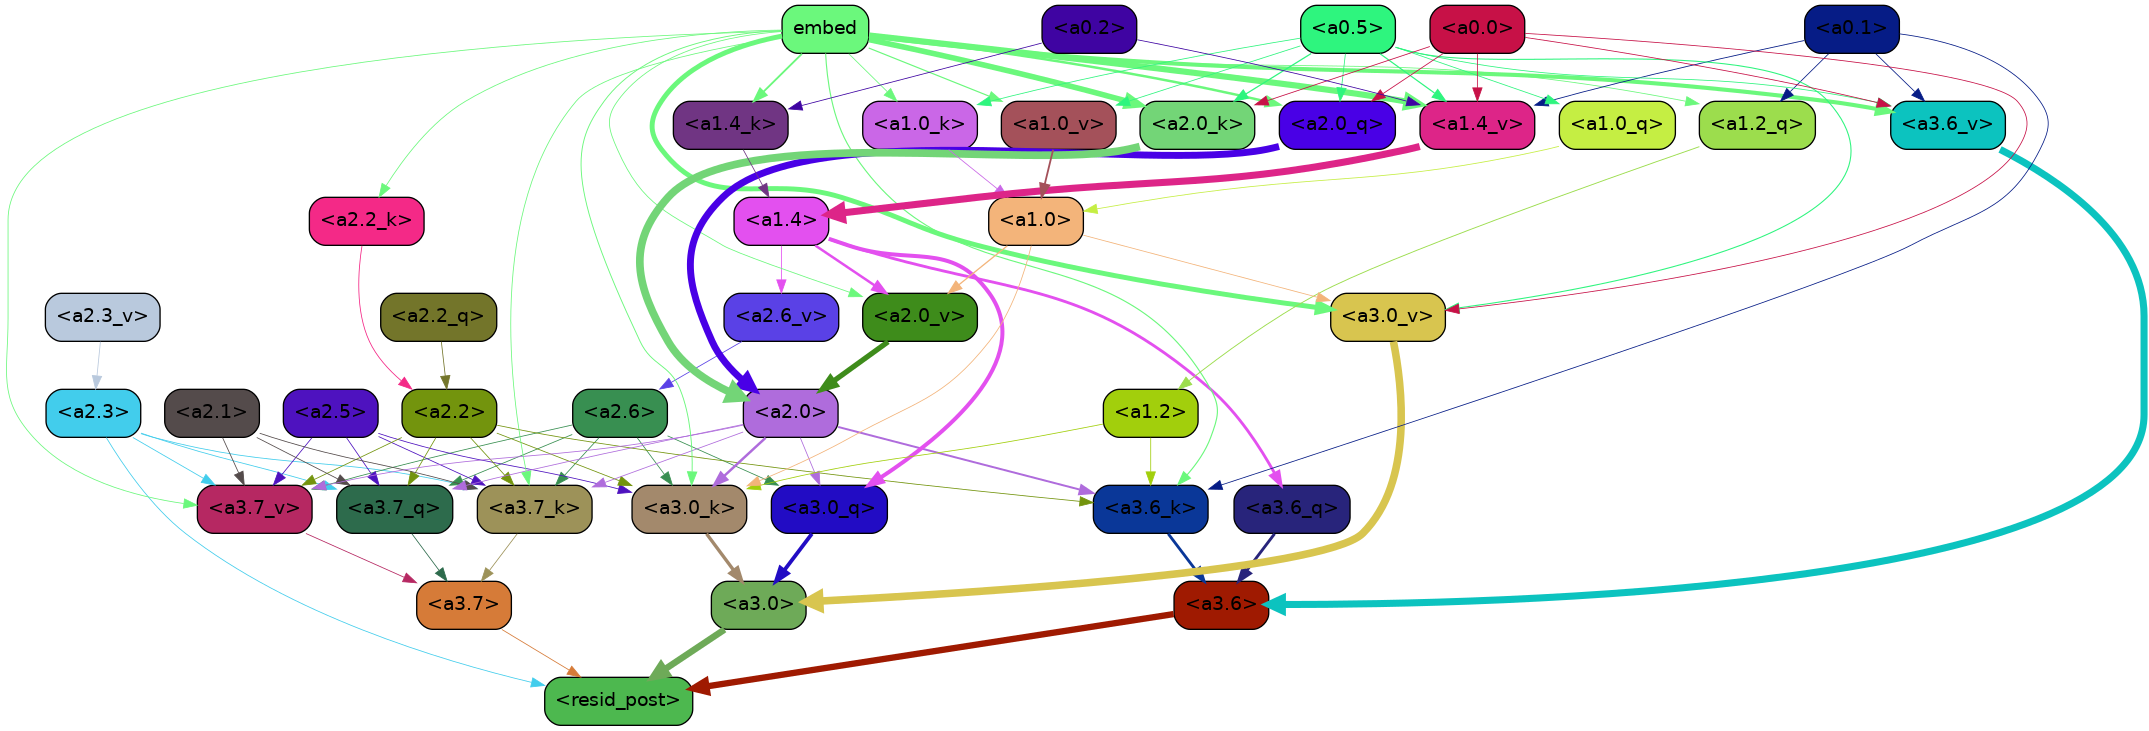 embed <a0.2> <a0.5> <a0.0> <a0.1>
<a1.4_k> <a1.0_k> <a1.0_v> <a2.0_k> <a2.0_q> <a1.4_v> <a1.0_q> <a1.2_q> <a3.6_v>
<a2.2_k> <a1.4> <a1.0>
<a2.3_v> <a2.2_q> <a2.6_v> <a2.0_v> <a3.0_v>
<a2.3> <a2.1> <a2.5> <a2.2> <a2.6> <a2.0> <a1.2>
<a3.7_v> <a3.7_q> <a3.7_k> <a3.0_k> <a3.0_q> <a3.6_k> <a3.6_q>
<a3.7> <a3.0> <a3.6>
<resid_post>